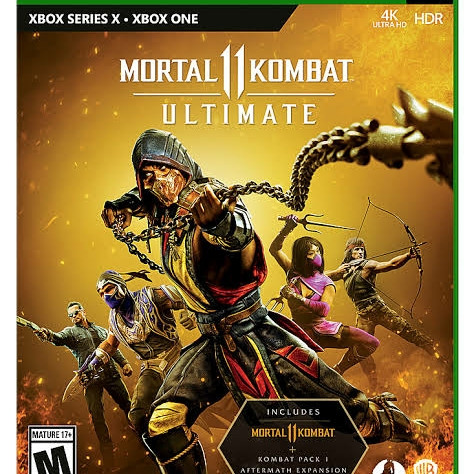 XBOX SERIES X • XBOX ONE
4K
ULTRA HD
HDR
MORTAL 11 KOMBAT
ULTIMATE
INCLUDES
MORTAL 11 KOMBAT
+
KOMBAT PACK 1
AFTERMATH EXPANSION
MATURE 17+
M
WB